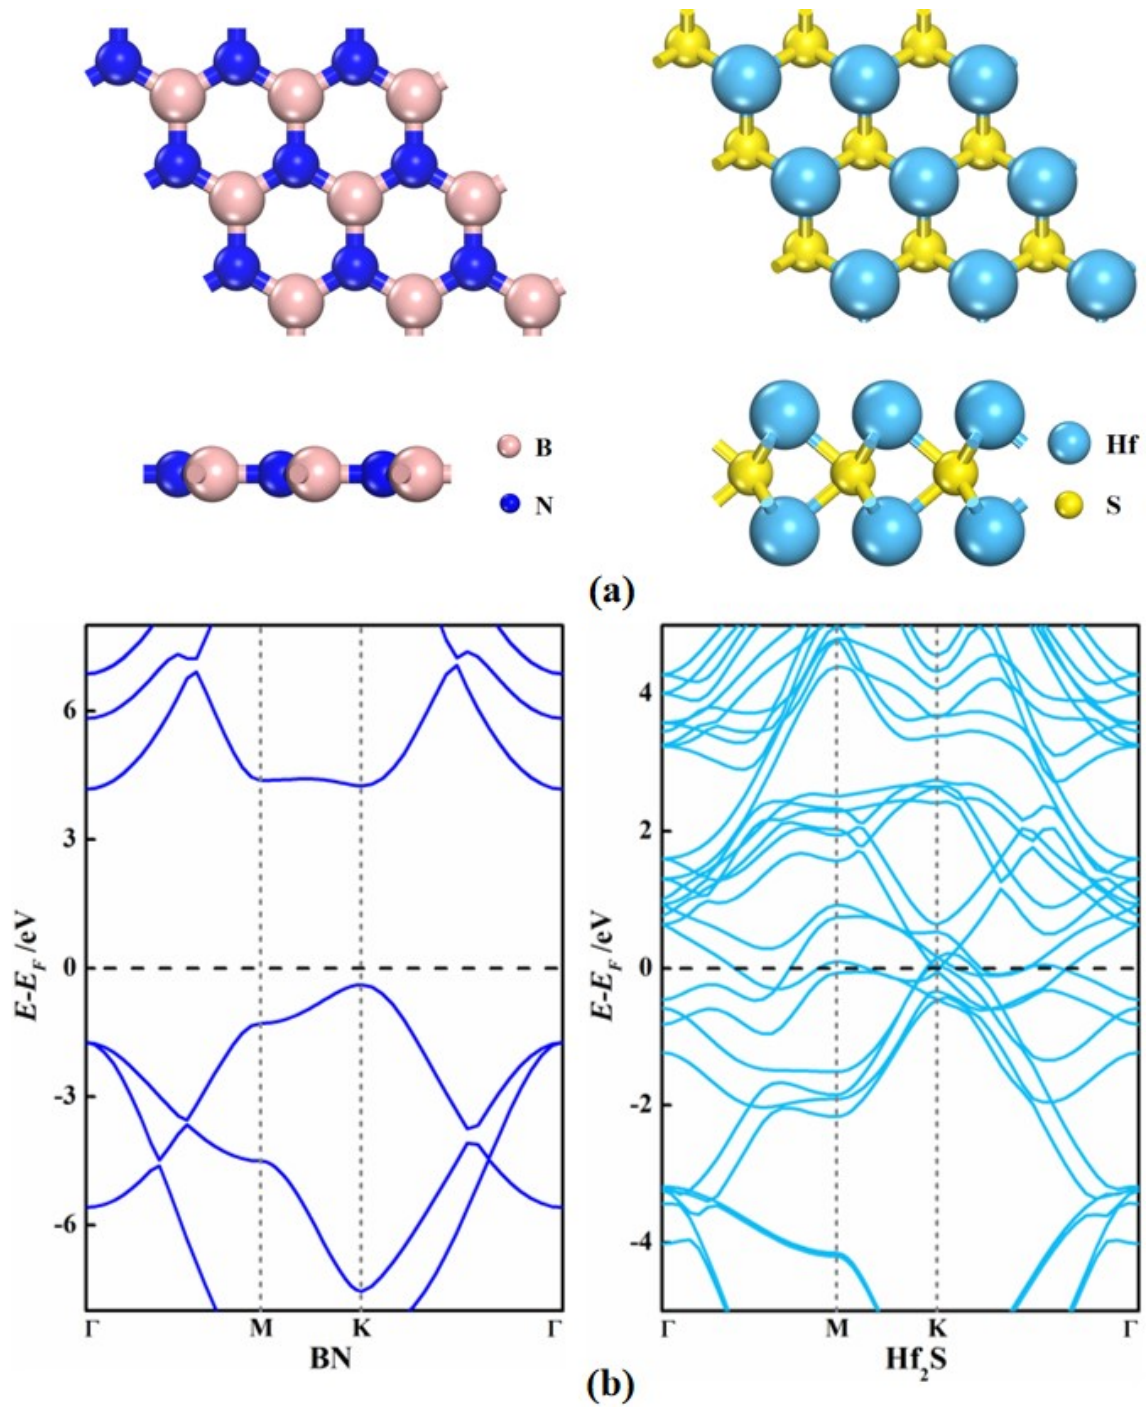 B
N
Hf
S
(a)
E-E_F /eV
6
3
0
-3
-6
Γ M K Γ
BN
E-E_F /eV
4
2
0
-2
-4
Γ M K Γ
Hf₂S
(b)